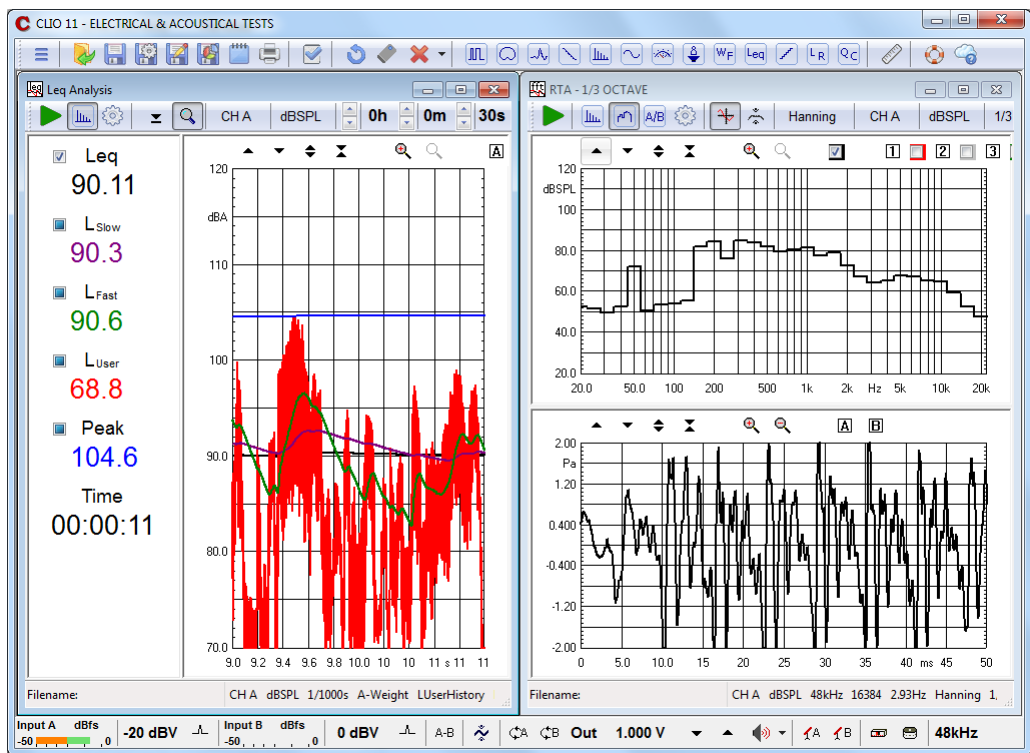 CLIO 11 - ELECTRICAL & ACOUSTICAL TESTS
WF Leq LR QC
Leq Analysis
CH A dBSPL 0h 0m 30s
Leq
90.11
LSlow
90.3
LFast
90.6
LUser
68.8
Peak
104.6
Time
00:00:11
A
120
dBA
110
100
90.0
80.0
70.0
9.0 9.2 9.4 9.6 9.8 10.0 10 10 11 s 11 11
Filename: CH A dBSPL 1/1000s A-Weight LUserHistory
RTA - 1/3 OCTAVE
A/B Hanning CH A dBSPL 1/3
1 2 3
120
dBSPL
100
80.0
60.0
40.0
20.0
20.0 50.0 100 200 500 1k 2k Hz 5k 10k 20k
A B
2.00
Pa
1.20
0.400
-0.400
-1.20
-2.00
0 5.0 10 15 20 25 30 35 40 ms 45 50
Filename: CH A dBSPL 48kHz 16384 2.93Hz Hanning 1,
Input A dBfs
-50 0
-20 dBV
Input B dBfs
-50 0
0 dBV A-B A B Out 1.000 V A B 48kHz